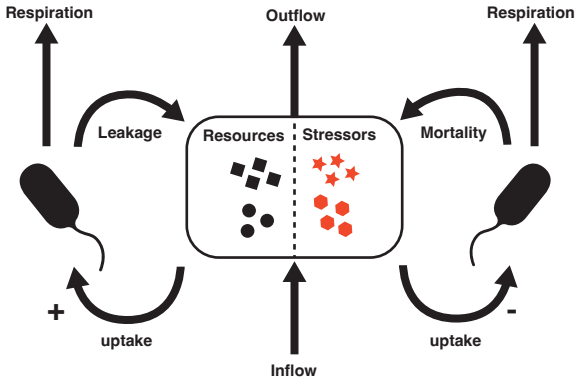 Respiration
Outflow
Respiration
Leakage
Resources
Stressors
Mortality
+
uptake
-
uptake
Inflow